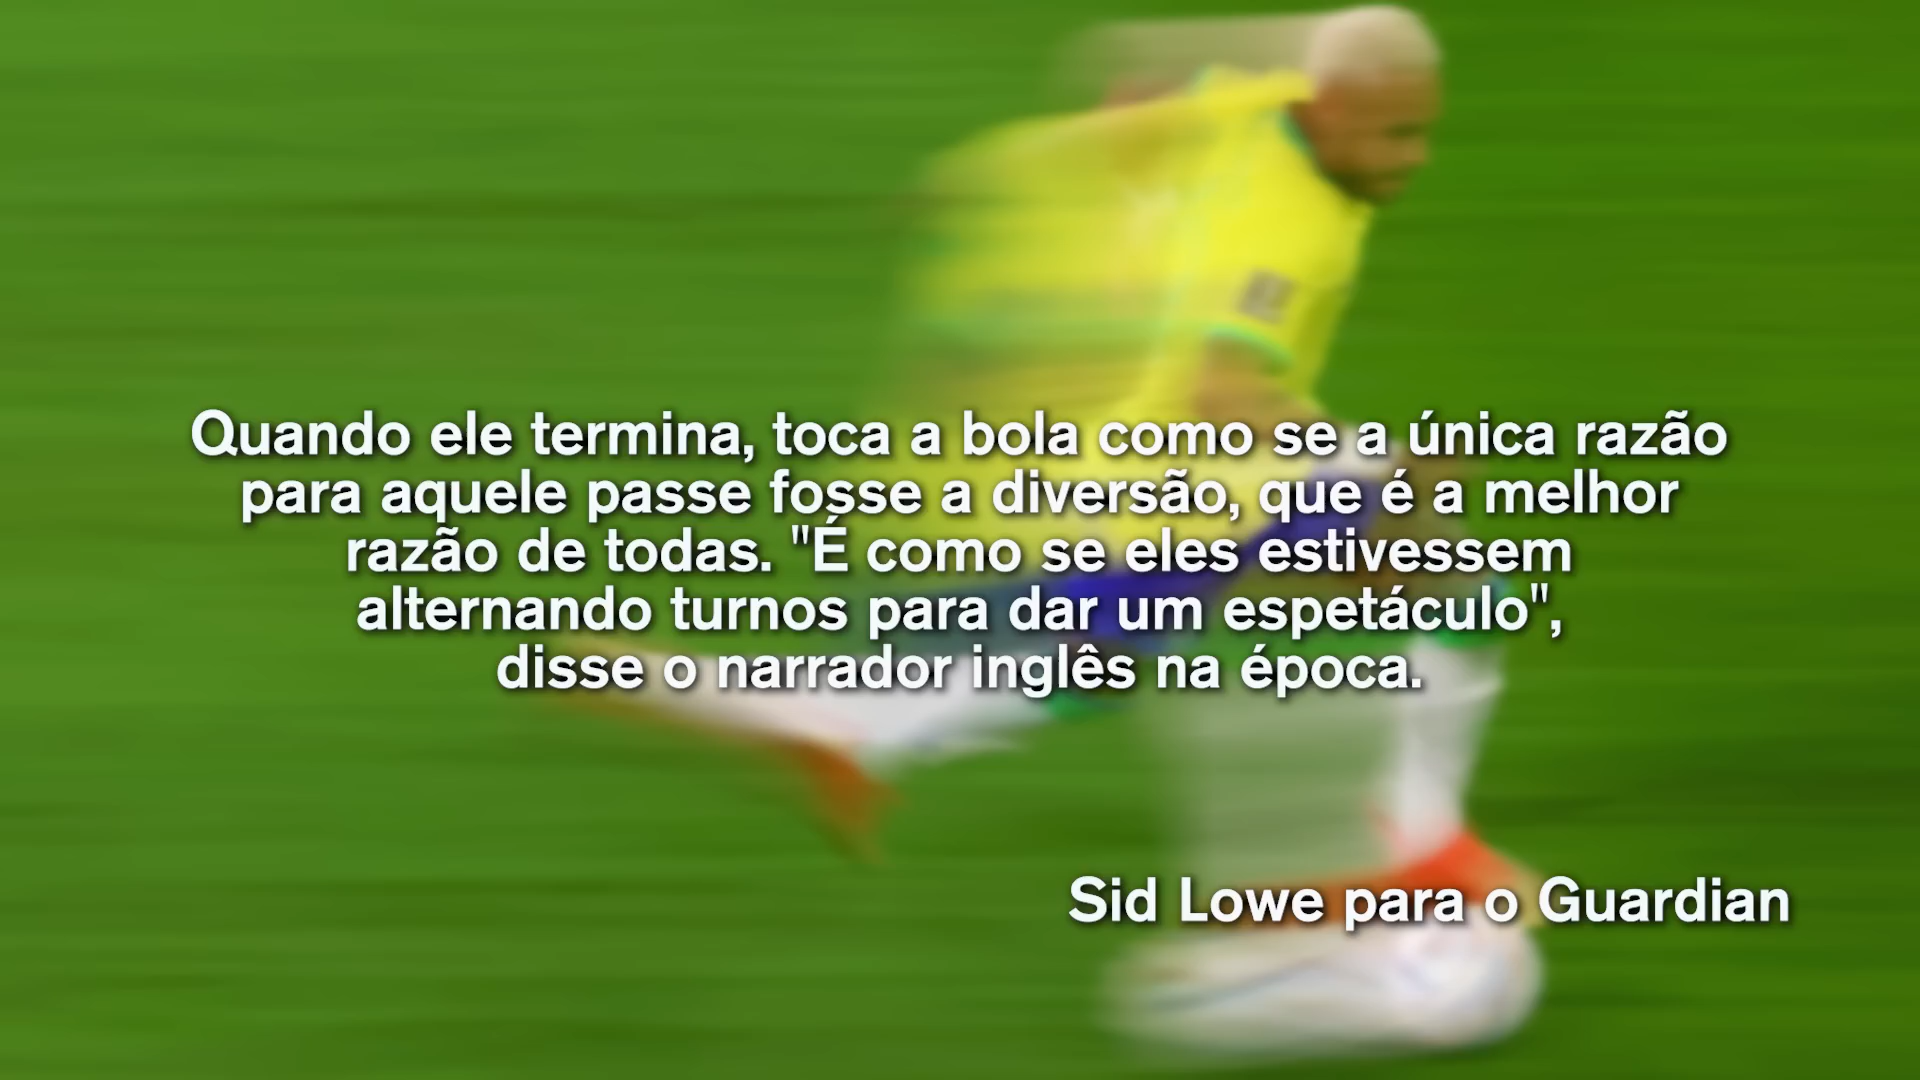 Quando ele termina, toca a bola como se a única razão
para aquele passe fosse a diversão, que é a melhor
razão de todas. "É como se eles estivessem
alternando turnos para dar um espetáculo",
disse o narrador inglês na época.
Sid Lowe para o Guardian